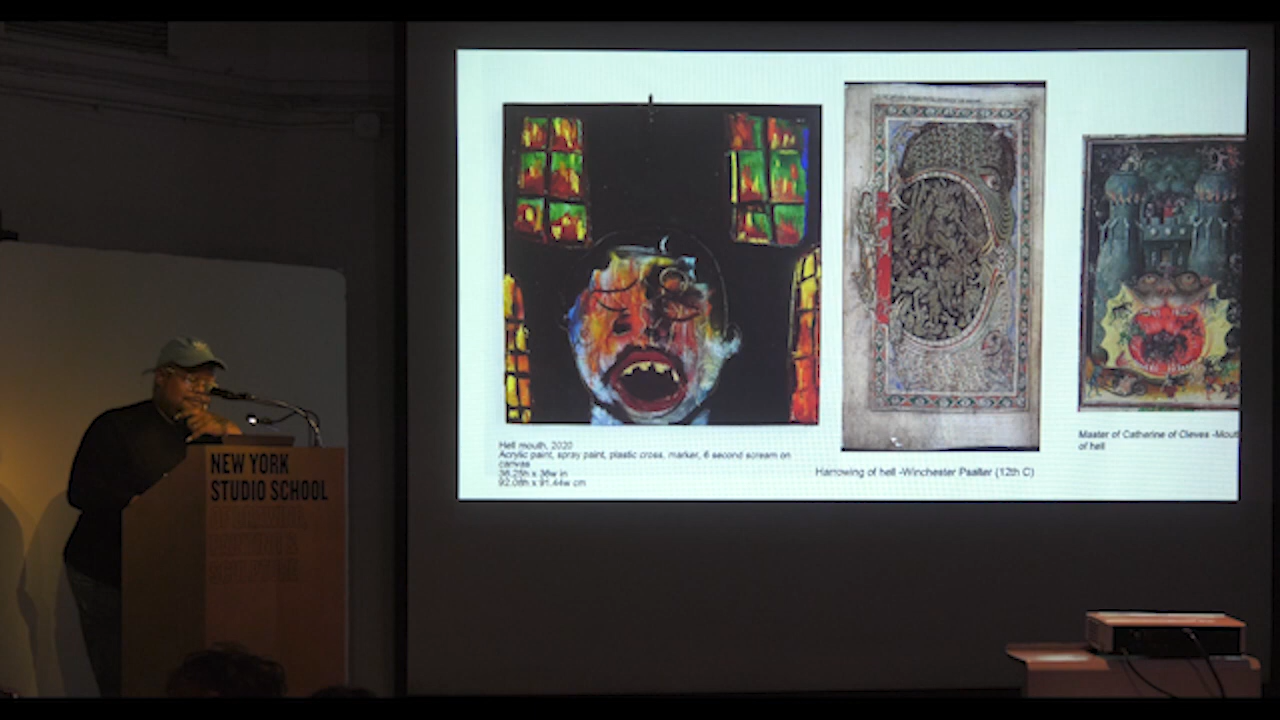 NEW YORK
STUDIO SCHOOL
Hell mouth, 2020
Acrylic paint, spray paint, plastic cross, marker, 6 second scream on
canvas
36.25h x 36w in
92.08h x 91.44w cm
Harrowing of hell -Winchester Psalter (12th C)
Master of Catherine of Cleves -Mout
of hell